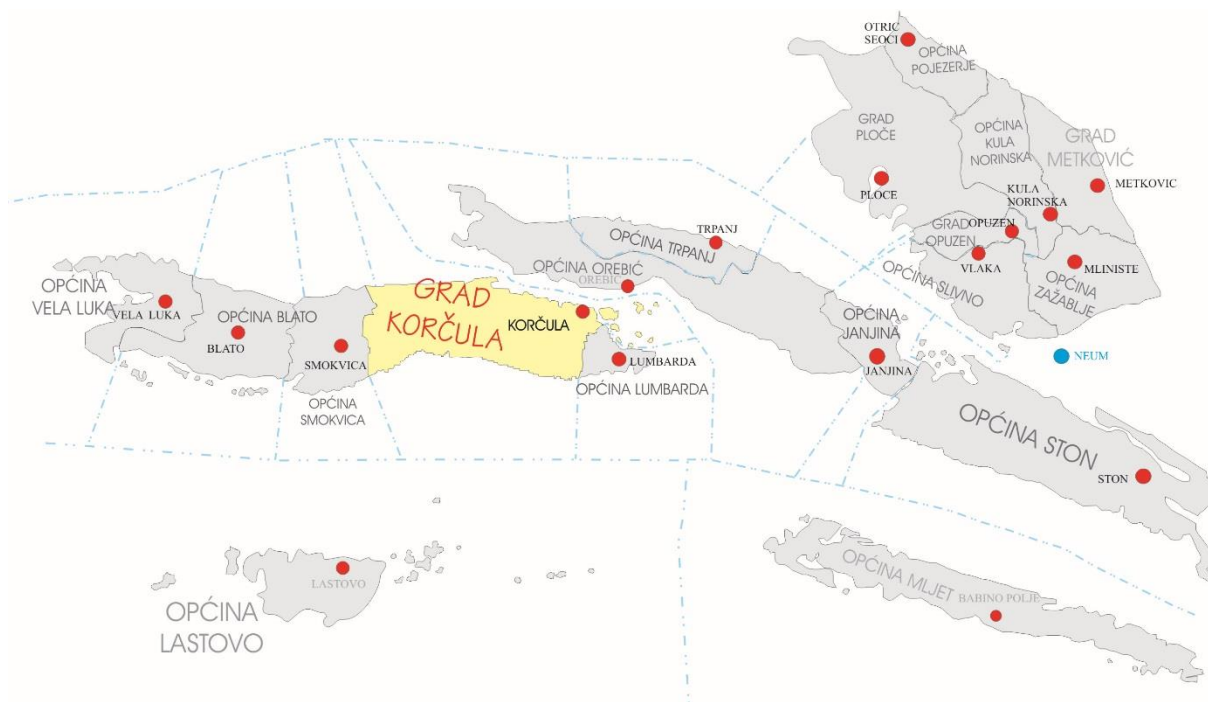 OTRIĆ
SEOĆI
OPĆINA
POJEZERJE
GRAD
PLOČE
OPĆINA
KULA
NORINSKA
GRAD
METKOVIĆ
PLOCE
KULA
NORINSKA
METKOVIC
GRAD
OPUZEN
OPUZEN
VLAKA
MLINISTE
OPĆINA
ZAŽABLJE
OPĆINA SLIVNO
TRPANJ
OPĆINA TRPANJ
OPĆINA OREBIĆ
OREBIĆ
OPĆINA
VELA LUKA
VELA LUKA
OPĆINA BLATO
BLATO
SMOKVICA
OPĆINA
SMOKVICA
GRAD
KORČULA
KORČULA
LUMBARDA
OPĆINA LUMBARDA
OPĆINA
JANJINA
JANJINA
NEUM
OPĆINA STON
STON
LASTOVO
OPĆINA
LASTOVO
OPĆINA MLJET
BABINO POLJE